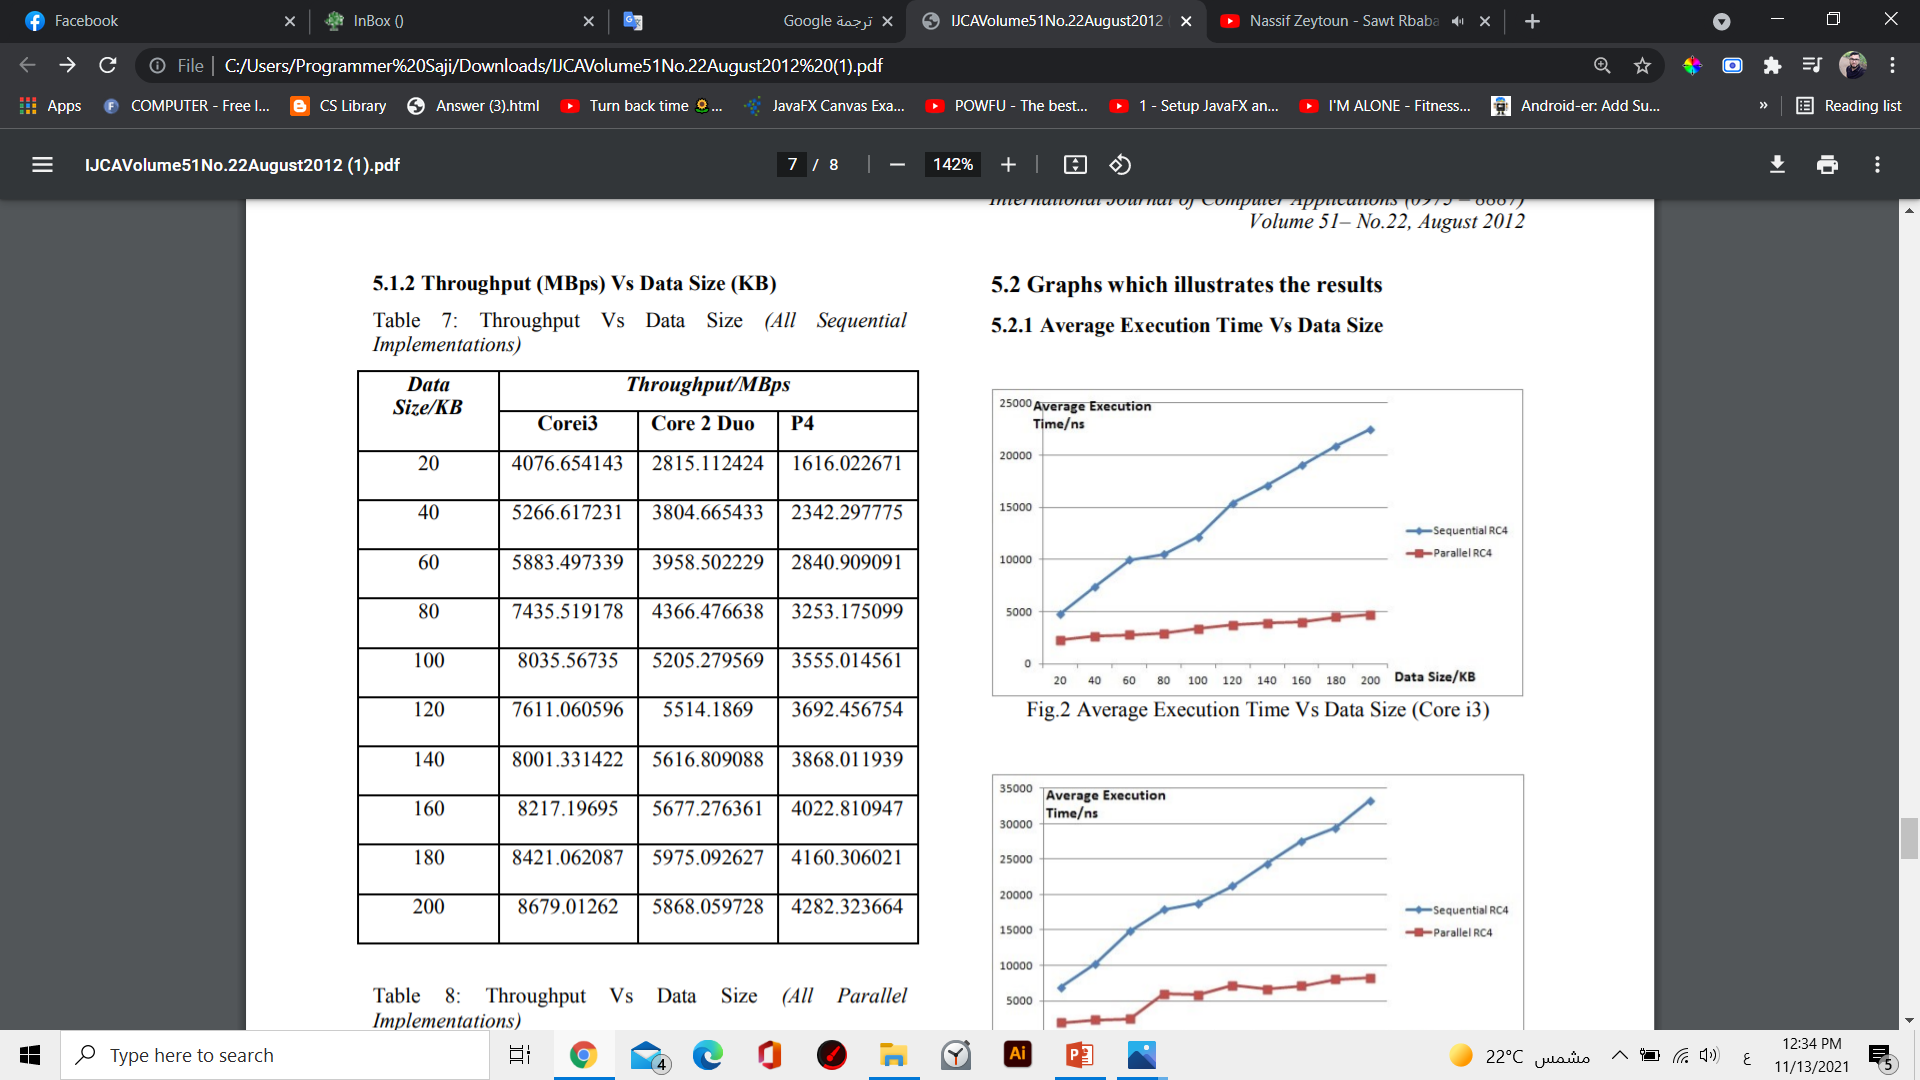 Facebook
InBox ()
ترجمة Google
IJCAVolume51No.22August2012
Nassif Zeytoun - Sawt Rbaba
File
C:/Users/Programmer%20Saji/Downloads/IJCAVolume51No.22August2012%20(1).pdf
Apps
COMPUTER - Free l...
CS Library
Answer (3).html
Turn back time 🌻...
JavaFX Canvas Exa...
POWFU - The best...
1 - Setup JavaFX an...
I'M ALONE - Fitness...
Android-er: Add Su...
»
Reading list
IJCAVolume51No.22August2012 (1).pdf
7 / 8
142%
International Journal of Computer Applications (0975 – 8887)
Volume 51– No.22, August 2012
5.1.2 Throughput (MBps) Vs Data Size (KB)
Table 7: Throughput Vs Data Size (All Sequential
Implementations)
Data Size/KB Throughput/MBps
Corei3 Core 2 Duo P4
20 4076.654143 2815.112424 1616.022671
40 5266.617231 3804.665433 2342.297775
60 5883.497339 3958.502229 2840.909091
80 7435.519178 4366.476638 3253.175099
100 8035.56735 5205.279569 3555.014561
120 7611.060596 5514.1869 3692.456754
140 8001.331422 5616.809088 3868.011939
160 8217.19695 5677.276361 4022.810947
180 8421.062087 5975.092627 4160.306021
200 8679.01262 5868.059728 4282.323664
Table 8: Throughput Vs Data Size (All Parallel
Implementations)
5.2 Graphs which illustrates the results
5.2.1 Average Execution Time Vs Data Size
Average Execution
Time/ns
25000
20000
15000
10000
5000
0
20 40 60 80 100 120 140 160 180 200
Data Size/KB
Sequential RC4
Parallel RC4
Fig.2 Average Execution Time Vs Data Size (Core i3)
Average Execution
Time/ns
35000
30000
25000
20000
15000
10000
5000
Sequential RC4
Parallel RC4
Type here to search
4
Ai
22°C مشمس
ع
12:34 PM
11/13/2021
5